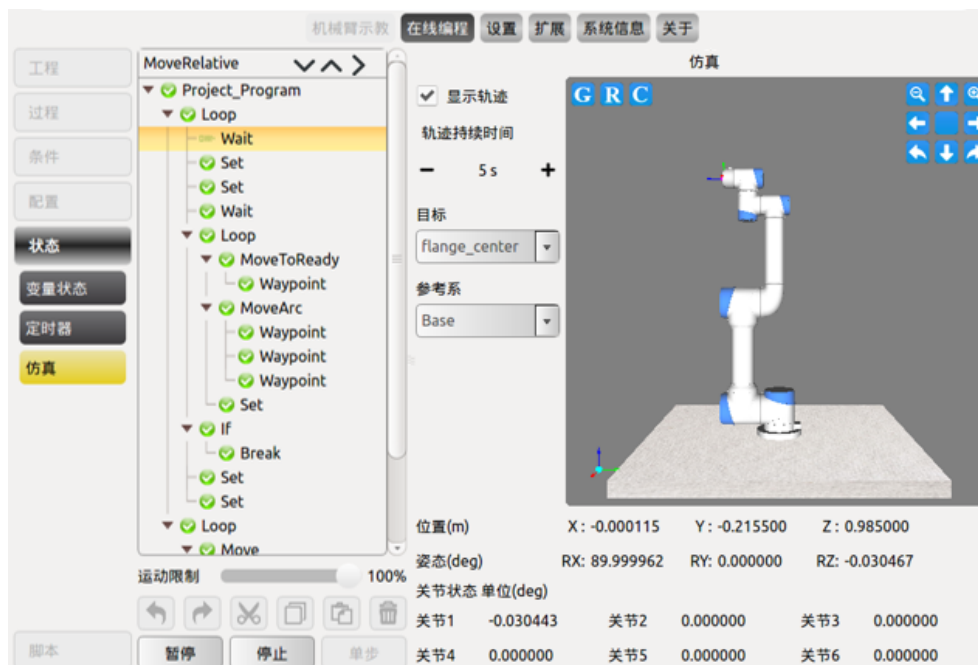 机械臂示教 在线编程 设置 扩展 系统信息 关于
工程
过程
条件
配置
状态
变量状态
定时器
仿真
脚本
MoveRelative
Project_Program
Loop
Wait
Set
Set
Wait
Loop
MoveToReady
Waypoint
MoveArc
Waypoint
Waypoint
Waypoint
Set
If
Break
Set
Set
Loop
Move
运动限制 100%
暂停 停止 单步
仿真
显示轨迹
轨迹持续时间
− 5 s +
目标
flange_center
参考系
Base
G R C
位置(m) X : -0.000115 Y : -0.215500 Z : 0.985000
姿态(deg) RX: 89.999962 RY: 0.000000 RZ: -0.030467
关节状态 单位(deg)
关节1 -0.030443 关节2 0.000000 关节3 0.000000
关节4 0.000000 关节5 0.000000 关节6 0.000000